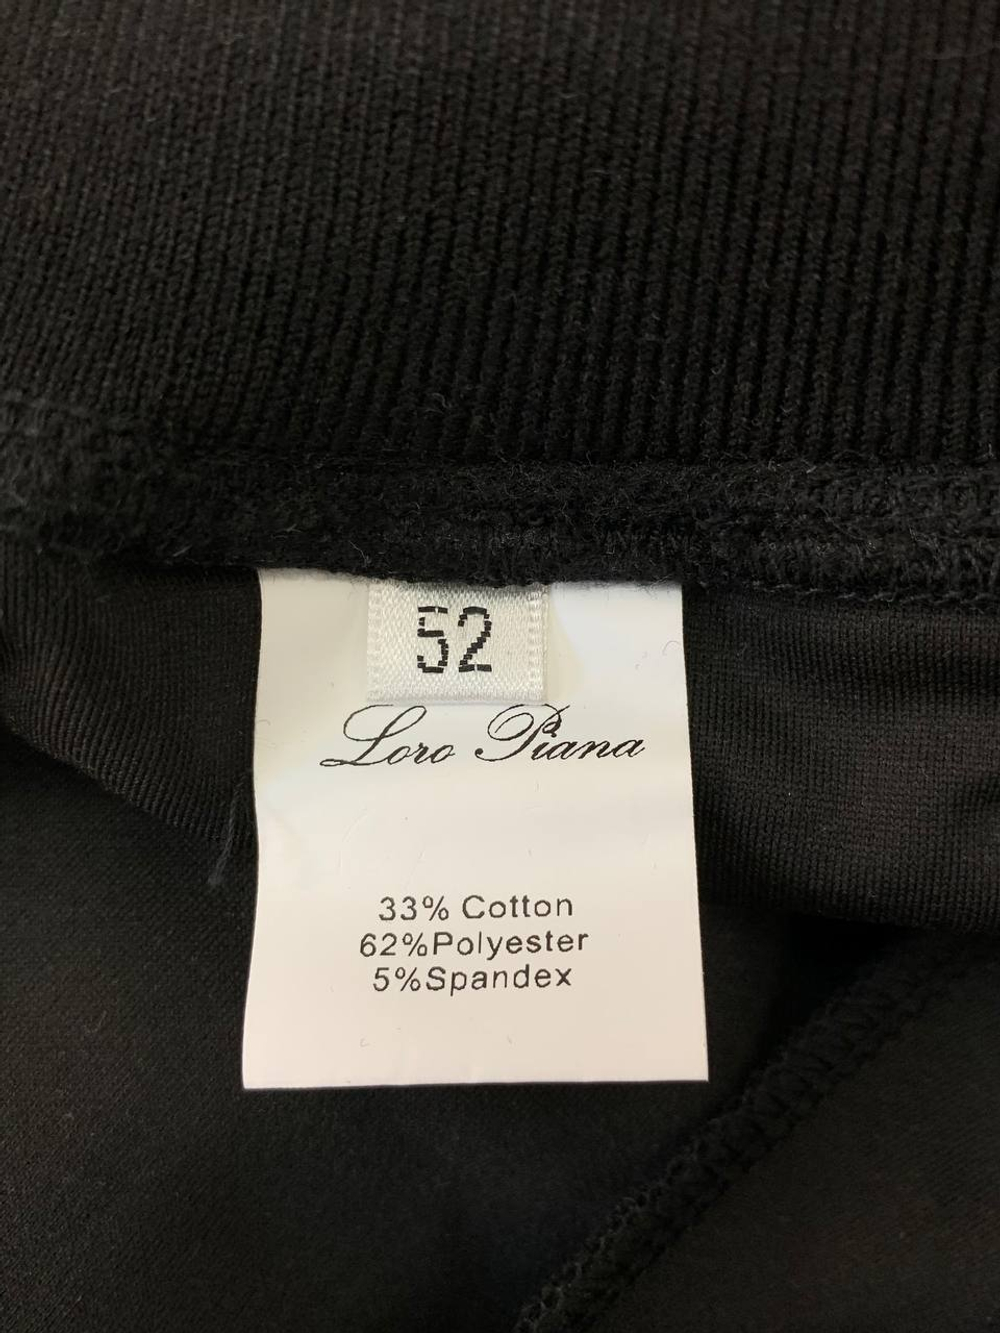 52
Loro Piana
33% Cotton
62%Polyester
5%Spandex